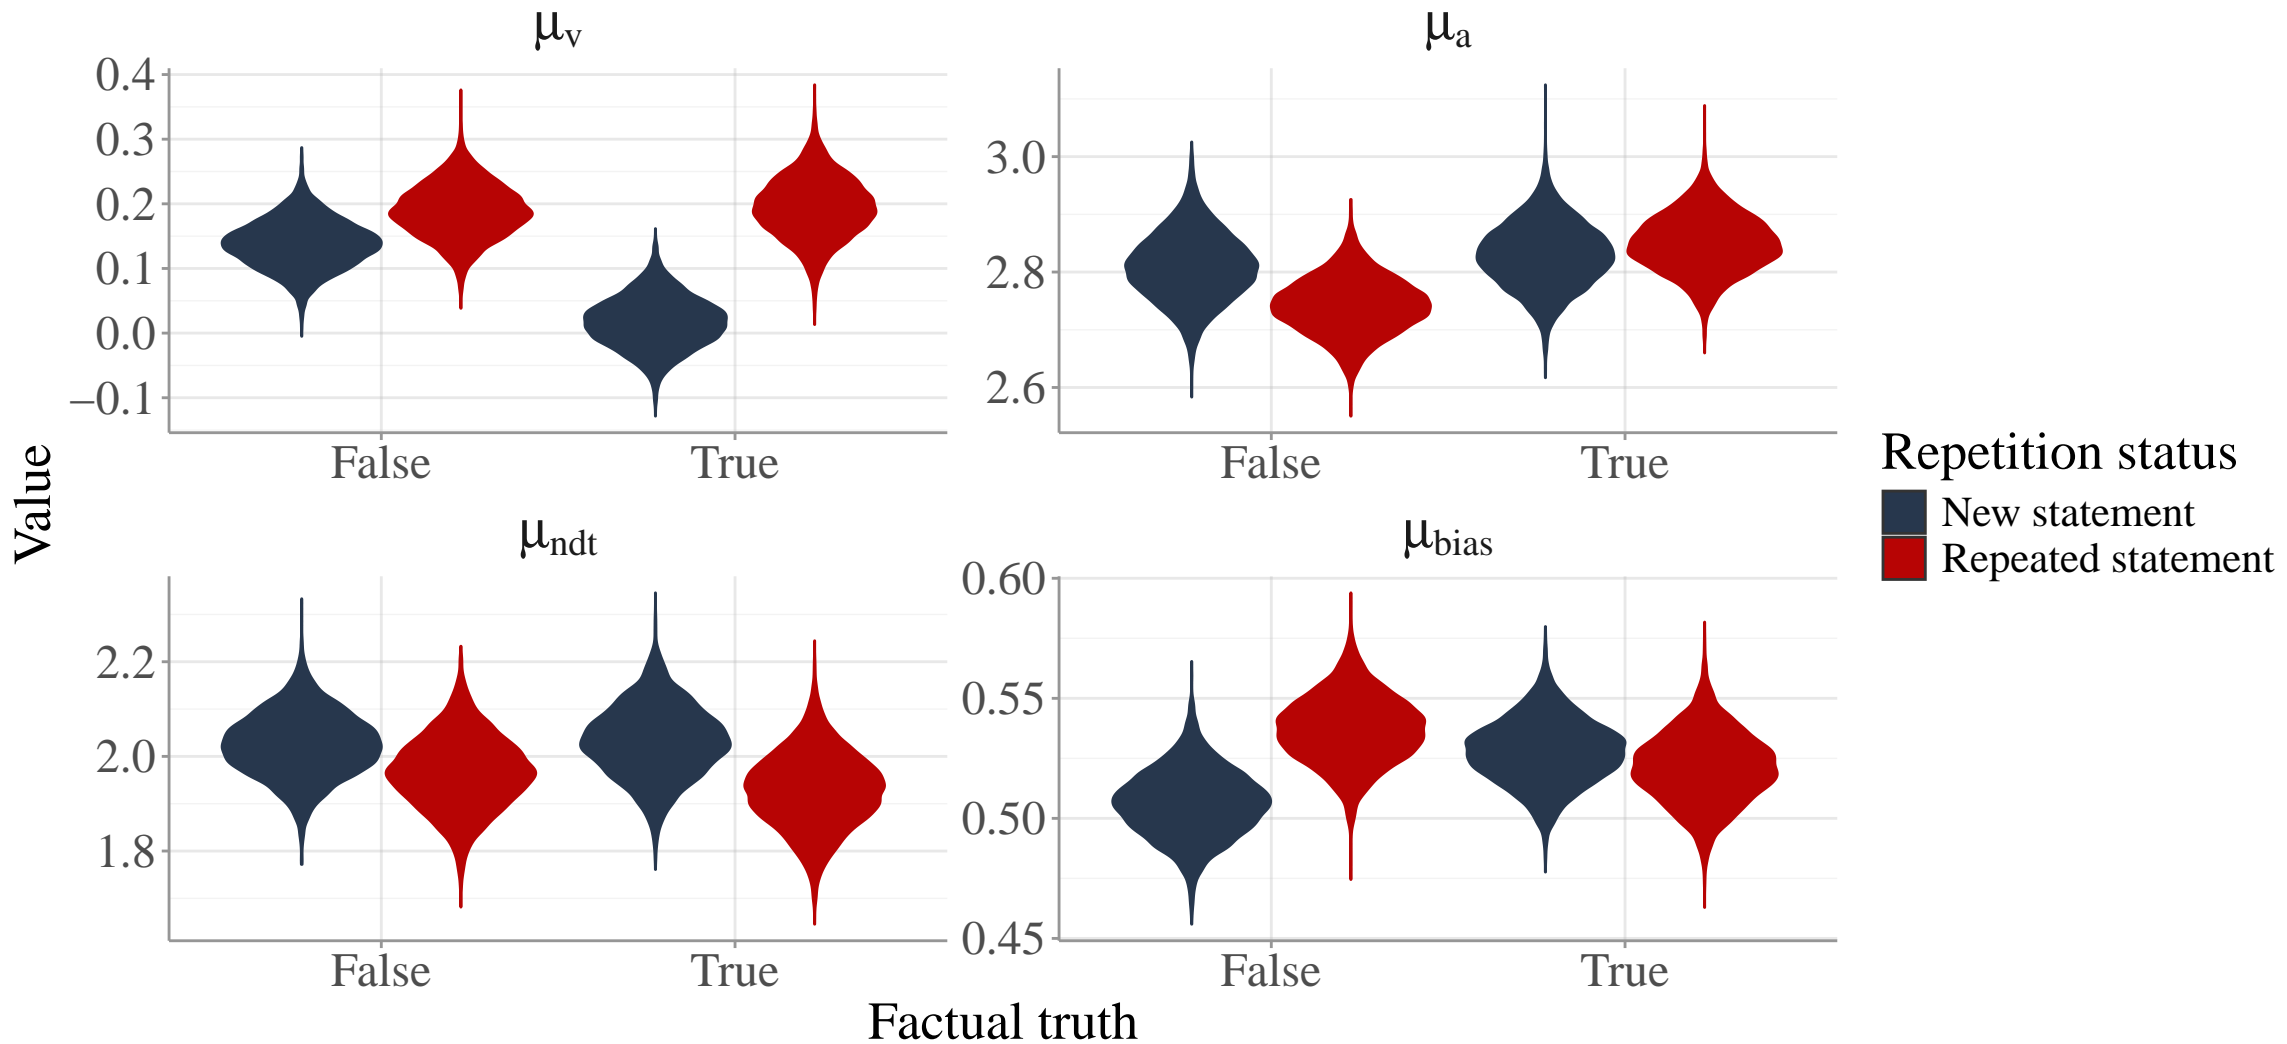 μv
μa
0.4
0.3
0.2
0.1
0.0
−0.1
3.0
2.8
2.6
False True
False True
Value
Repetition status
New statement
Repeated statement
μndt
μbias
2.2
2.0
1.8
0.60
0.55
0.50
0.45
False True
False True
Factual truth